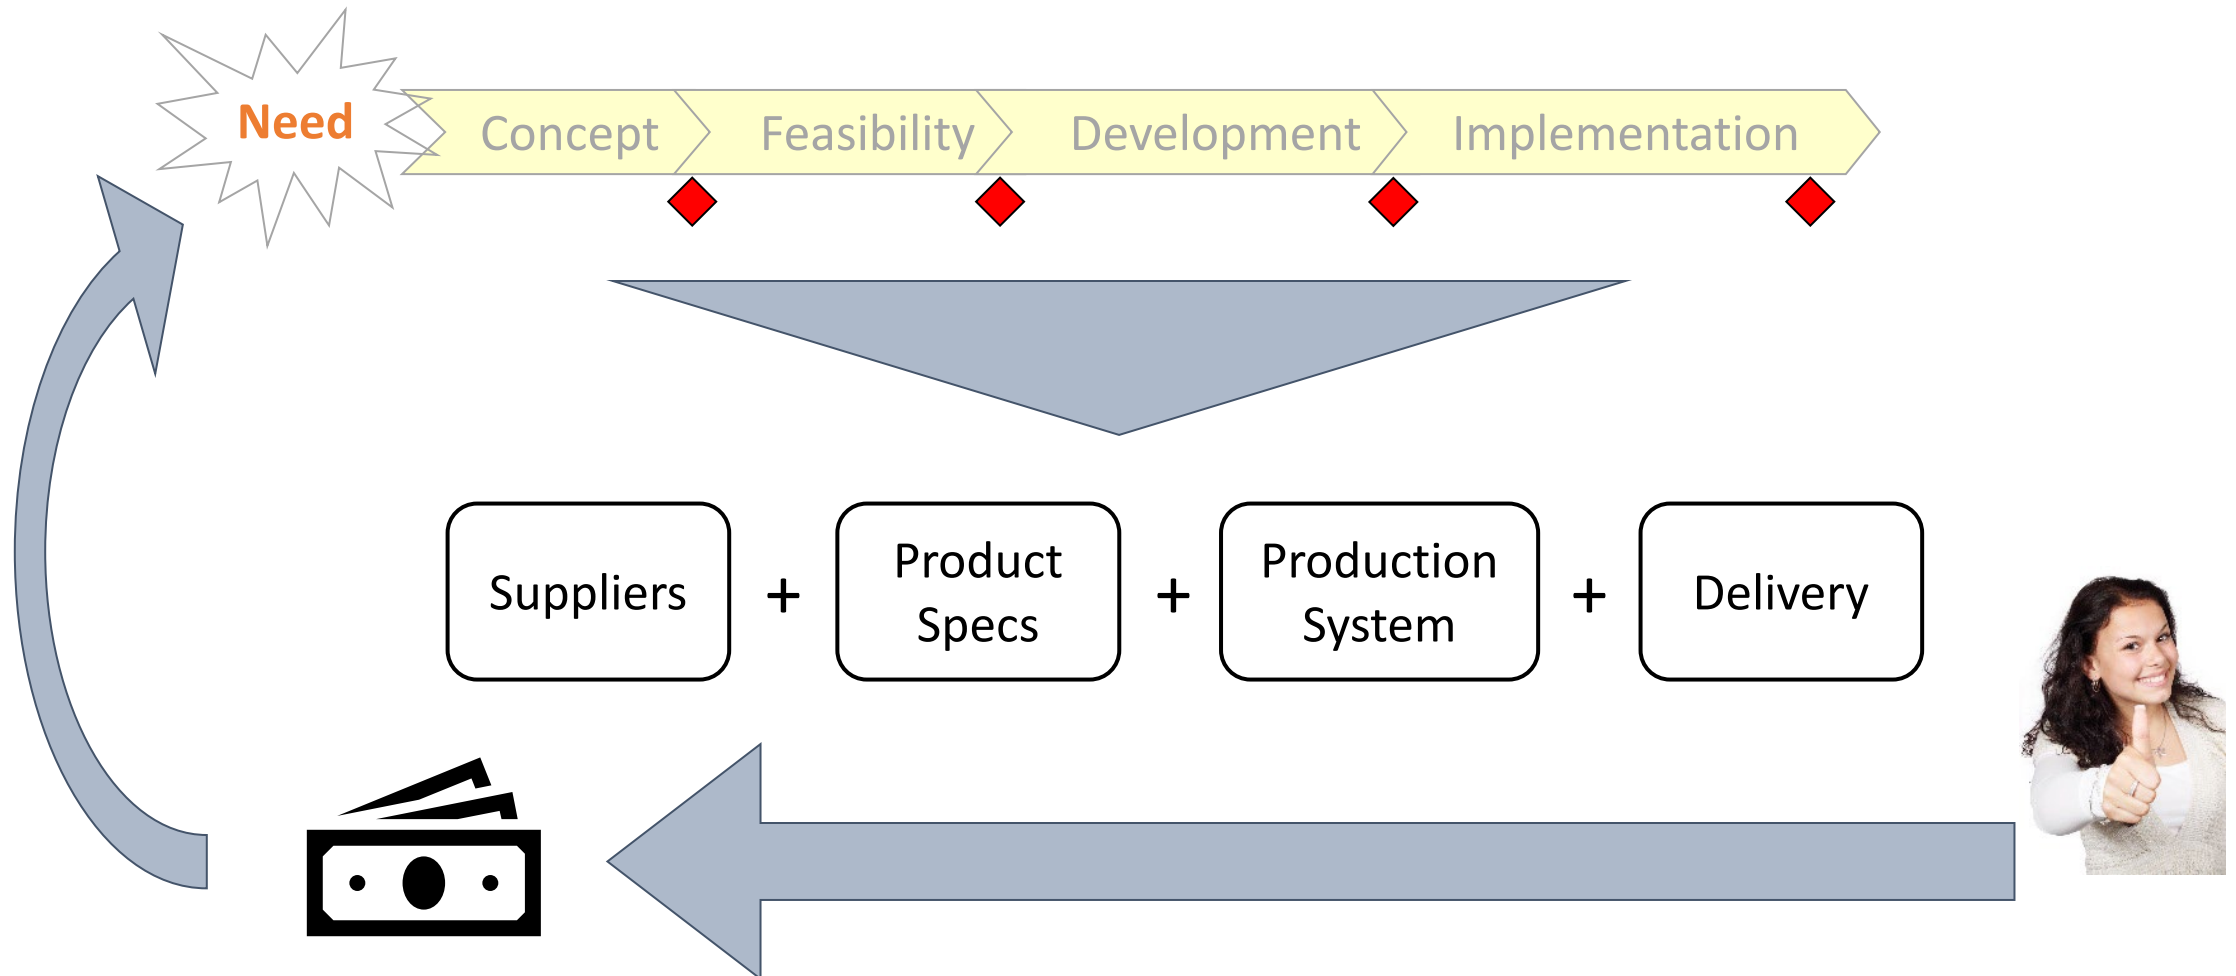 Need
Concept
Feasibility
Development
Implementation
Suppliers
+
Product
Specs
+
Production
System
+
Delivery